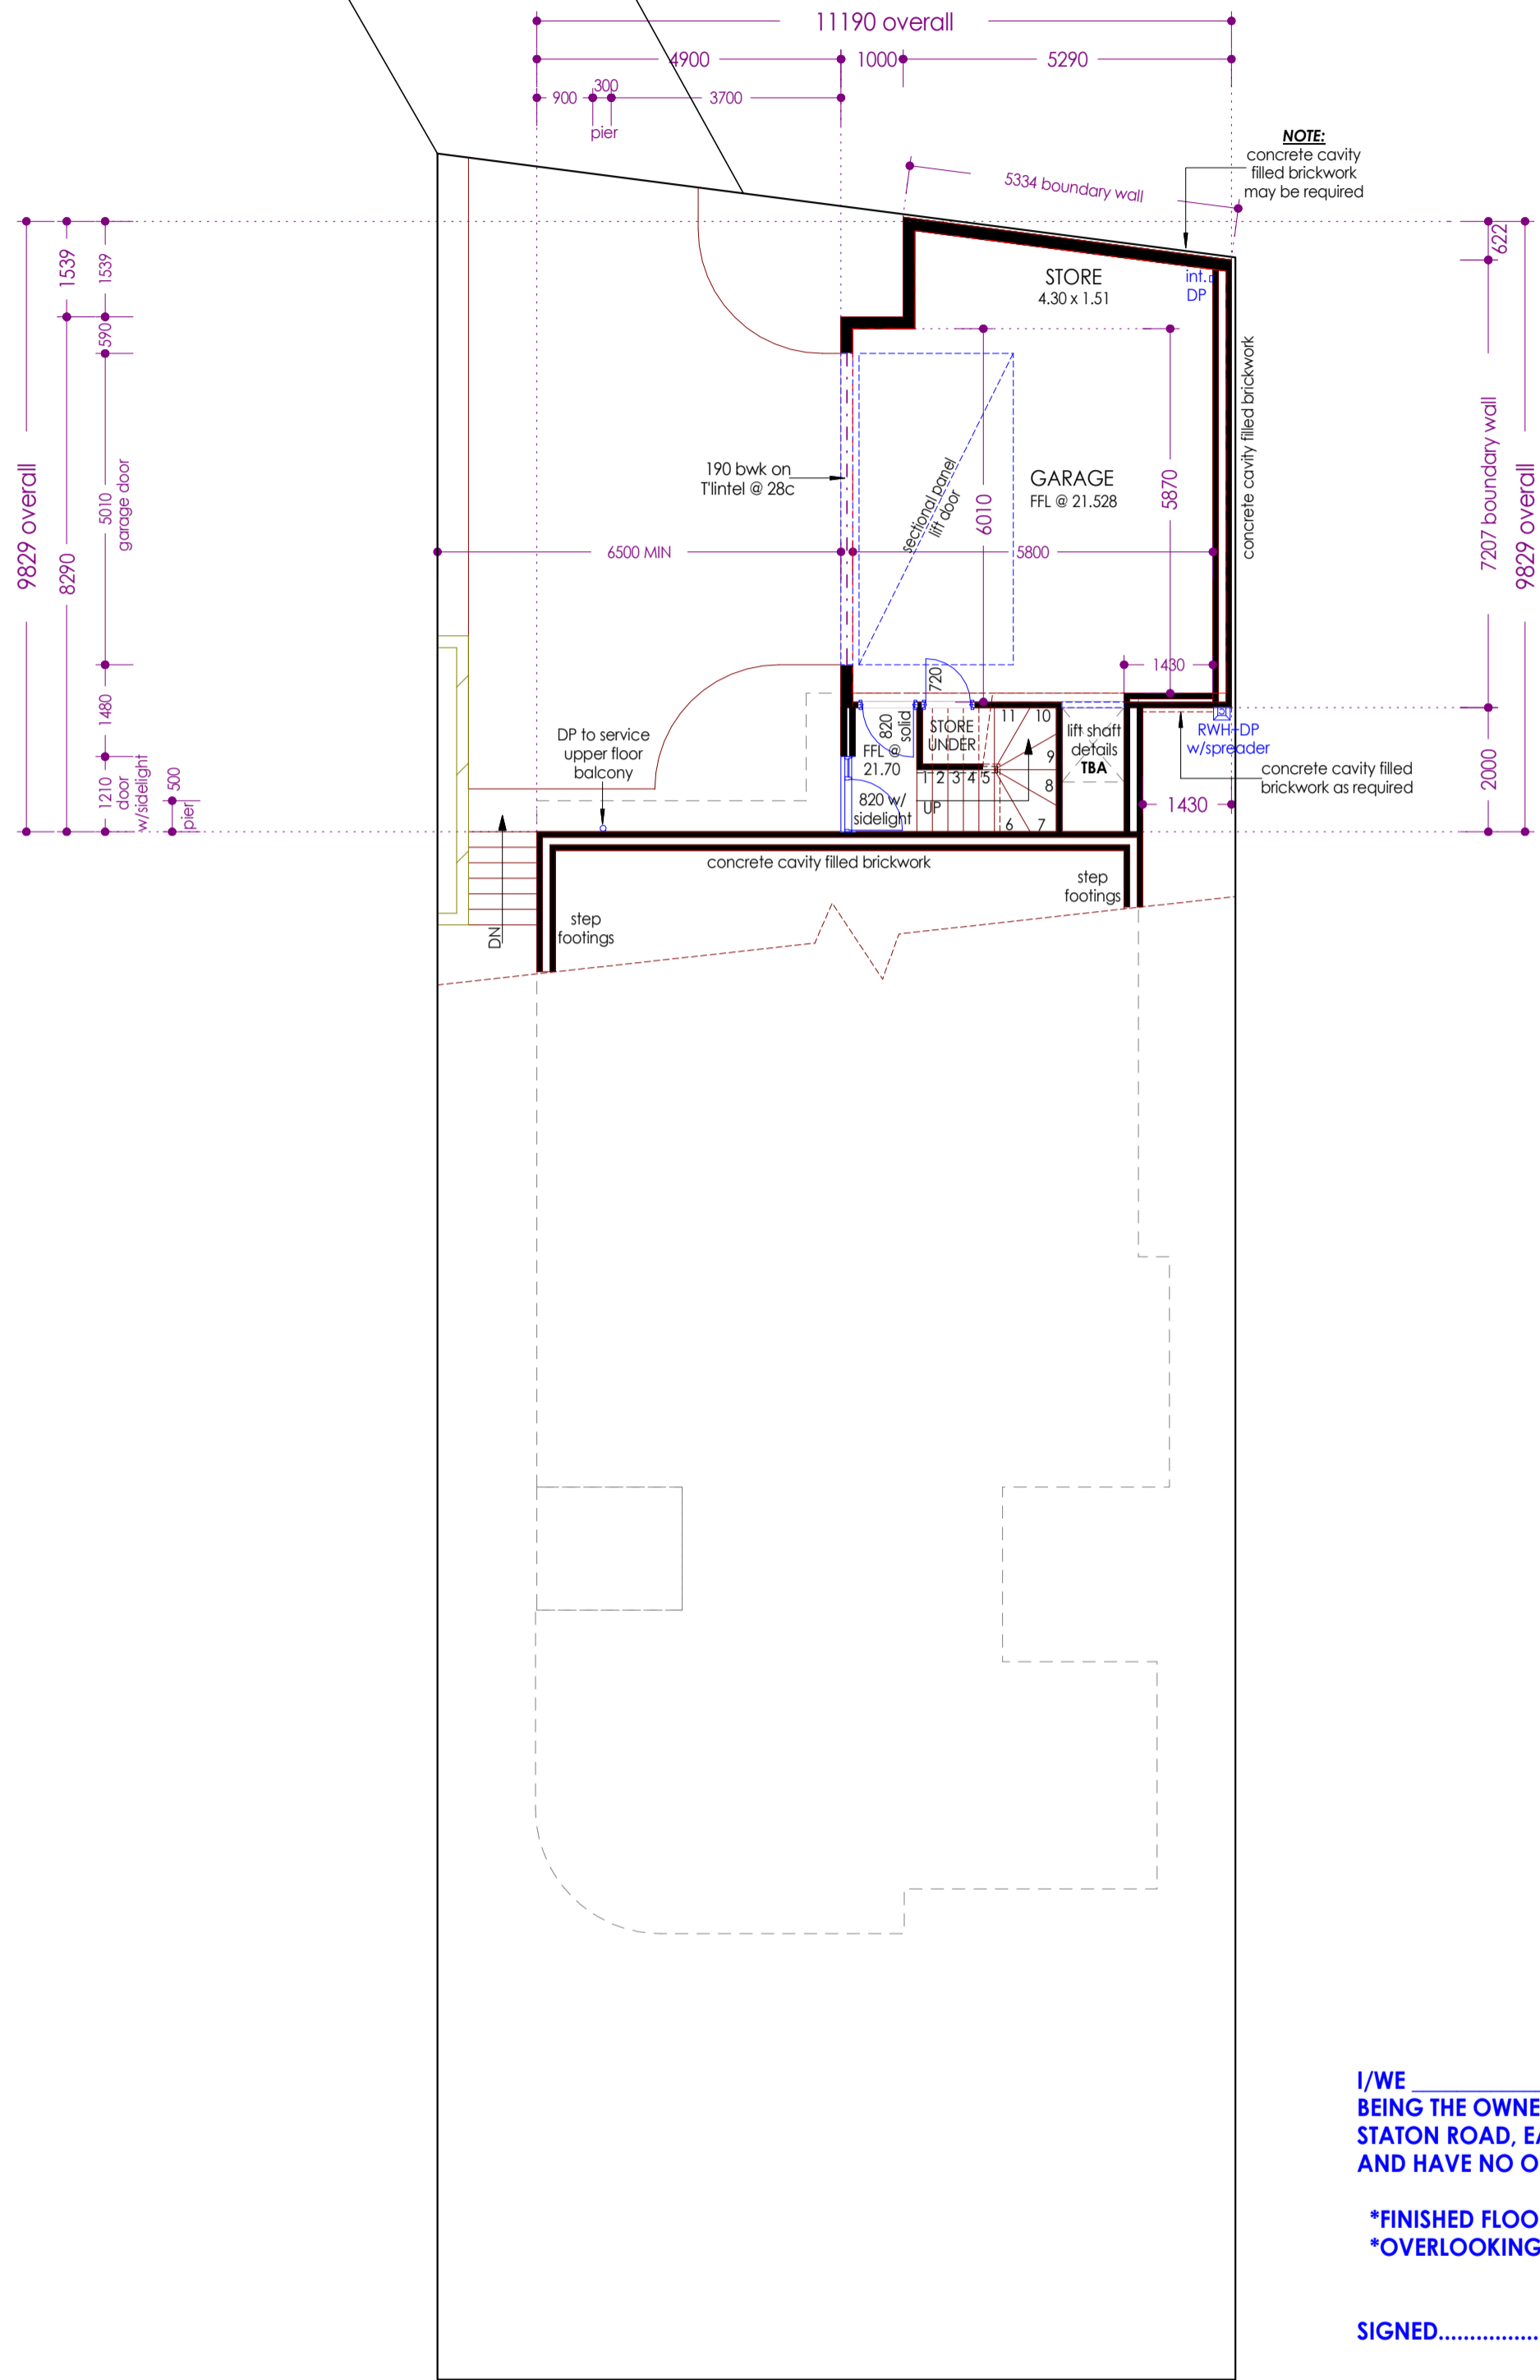 11190 overall
4900
1000
5290
900
300
3700
pier
NOTE:
concrete cavity
filled brickwork
may be required
5334 boundary wall
9829 overall
1539
8290
1539
590
5010
garage door
1480
1210
door
w/sidelight
500
pier
622
7207 boundary wall
9829 overall
2000
STORE
4.30 x 1.51
int.
DP
concrete cavity filled brickwork
190 bwk on
T'lintel @ 28c
sectional panel
lift door
GARAGE
FFL @ 21.528
6010
5870
6500 MIN
5800
1430
720
820
solid
STORE
UNDER
11
10
9
8
7
6
1 2 3 4 5
UP
FFL @
21.70
820 w/
sidelight
lift shaft
details
TBA
RWH+DP
w/spreader
concrete cavity filled
brickwork as required
1430
DP to service
upper floor
balcony
concrete cavity filled brickwork
step
footings
step
footings
DN
I/WE
BEING THE OWNE
STATON ROAD, EA
AND HAVE NO O
*FINISHED FLOO
*OVERLOOKING
SIGNED................